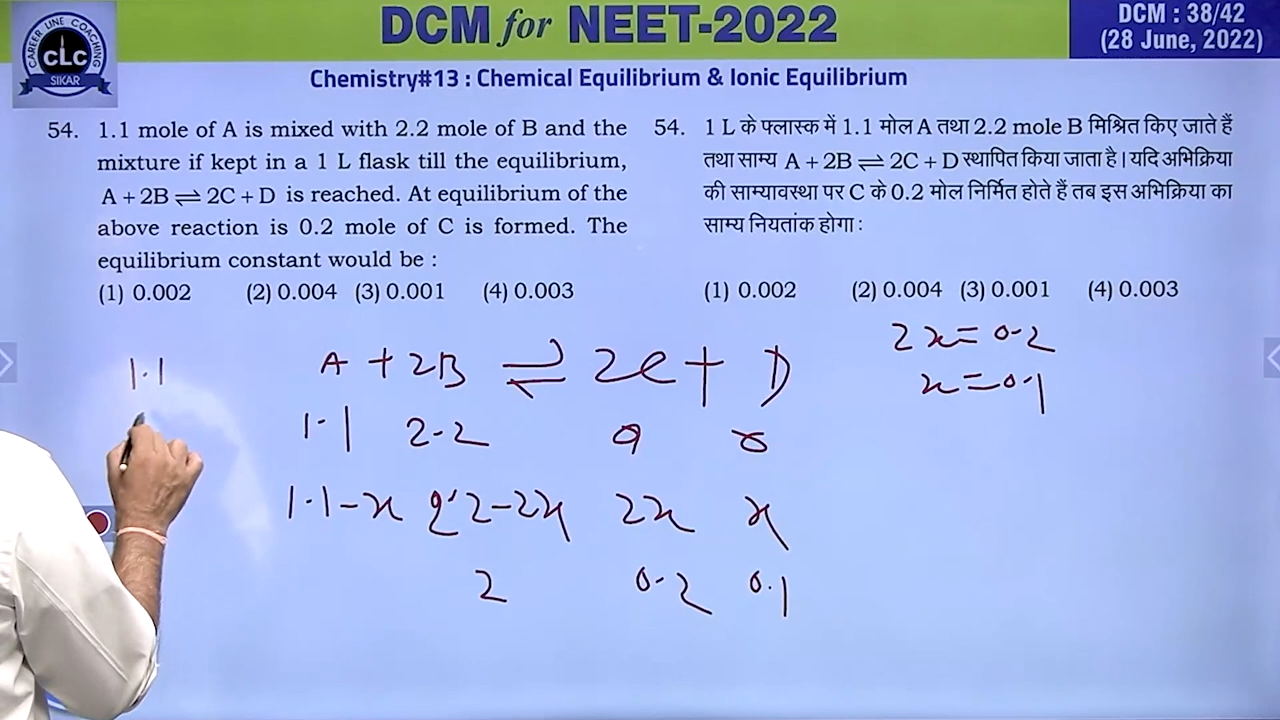 CAREER LINE COACHING
CLC
SIKAR
DCM for NEET-2022
DCM : 38/42
(28 June, 2022)
Chemistry#13 : Chemical Equilibrium & Ionic Equilibrium
54. 1.1 mole of A is mixed with 2.2 mole of B and the
mixture if kept in a 1 L flask till the equilibrium,
A + 2B ⇌ 2C + D is reached. At equilibrium of the
above reaction is 0.2 mole of C is formed. The
equilibrium constant would be :
(1) 0.002 (2) 0.004 (3) 0.001 (4) 0.003
54. 1 L के फ्लास्क में 1.1 मोल A तथा 2.2 mole B मिश्रित किए जाते हैं
तथा साम्य A + 2B ⇌ 2C + D स्थापित किया जाता है। यदि अभिक्रिया
की साम्यावस्था पर C के 0.2 मोल निर्मित होते हैं तब इस अभिक्रिया का
साम्य नियतांक होगा :
(1) 0.002 (2) 0.004 (3) 0.001 (4) 0.003
2x = 0.2
x = 0.1
1.1
A + 2B ⇌ 2C + D
1.1 2.2 0 0
1.1-x 2.2-2x 2x x
2 0.2 0.1